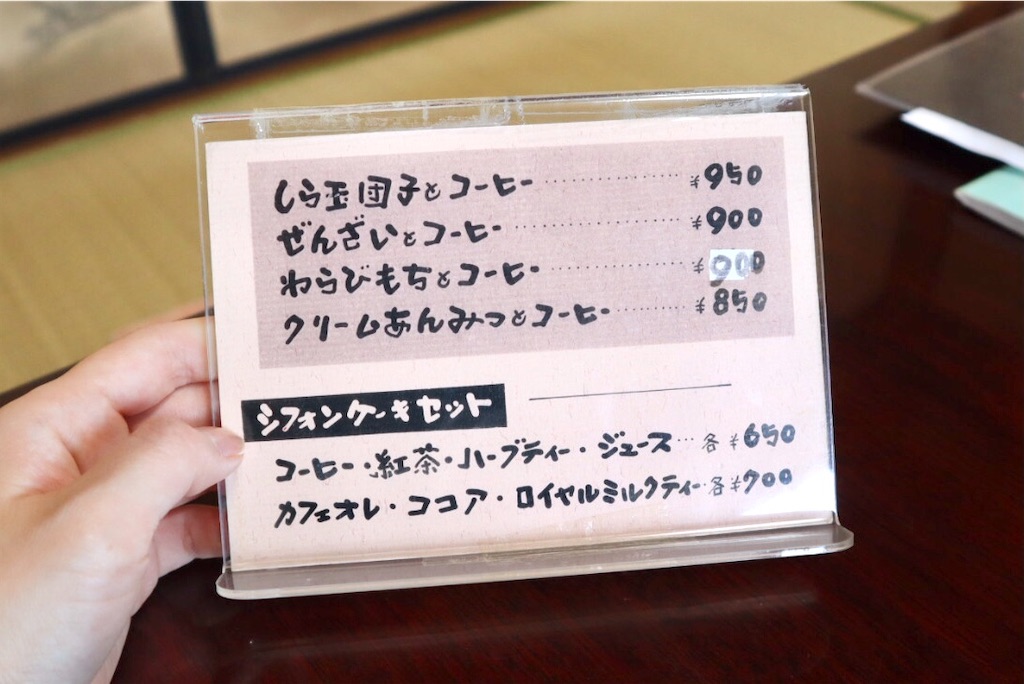 しら玉団子とコーヒー ……………… ¥950
ぜんざいとコーヒー ……………… ¥900
わらびもちとコーヒー ……………… ¥
クリームあんみつとコーヒー ……… ¥850
シフォンケーキセット
コーヒー・紅茶・ハーブティー・ジュース… 各 ¥650
カフェオレ・ココア・ロイヤルミルクティー… 各 ¥700